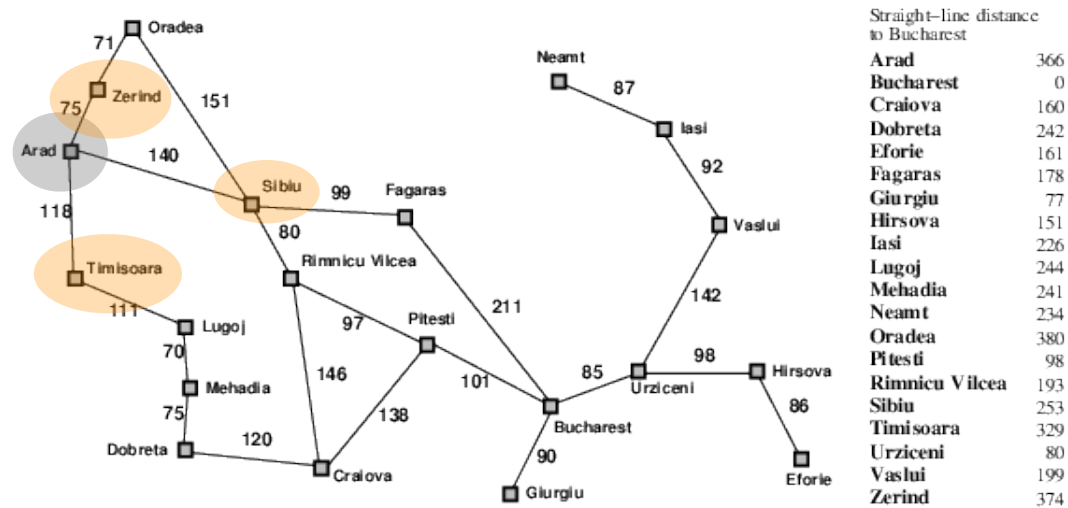 Oradea
71
Neamt
87
Zerind
75
151
Iasi
Arad
140
92
Sibiu
99
Fagaras
118
80
Vaslui
Timisoara
Rimnicu Vilcea
142
111
Lugoj
97
Pitesti
211
70
98
Hirsova
146
101
85
Urziceni
Mehadia
75
138
86
Bucharest
Dobreta
120
90
Craiova
Eforie
Giurgiu
Straight–line distance
to Bucharest
Arad 366
Bucharest 0
Craiova 160
Dobreta 242
Eforie 161
Fagaras 178
Giurgiu 77
Hirsova 151
Iasi 226
Lugoj 244
Mehadia 241
Neamt 234
Oradea 380
Pitesti 98
Rimnicu Vilcea 193
Sibiu 253
Timisoara 329
Urziceni 80
Vaslui 199
Zerind 374